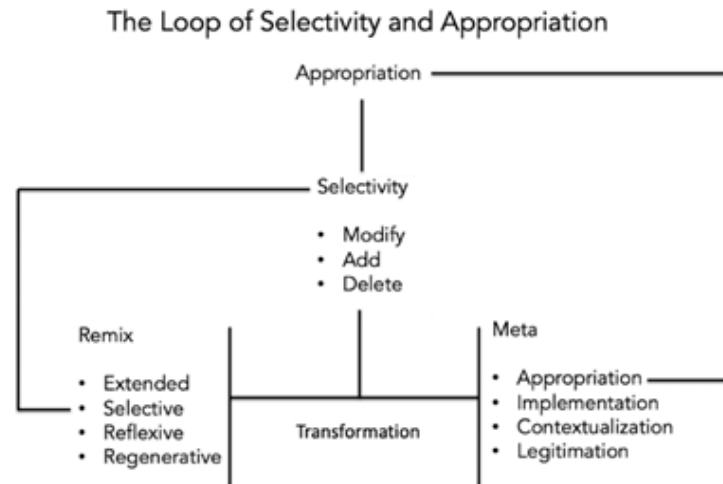 The Loop of Selectivity and Appropriation
Appropriation
Selectivity
• Modify
• Add
• Delete
Remix
• Extended
• Selective
• Reflexive
• Regenerative
Transformation
Meta
• Appropriation
• Implementation
• Contextualization
• Legitimation